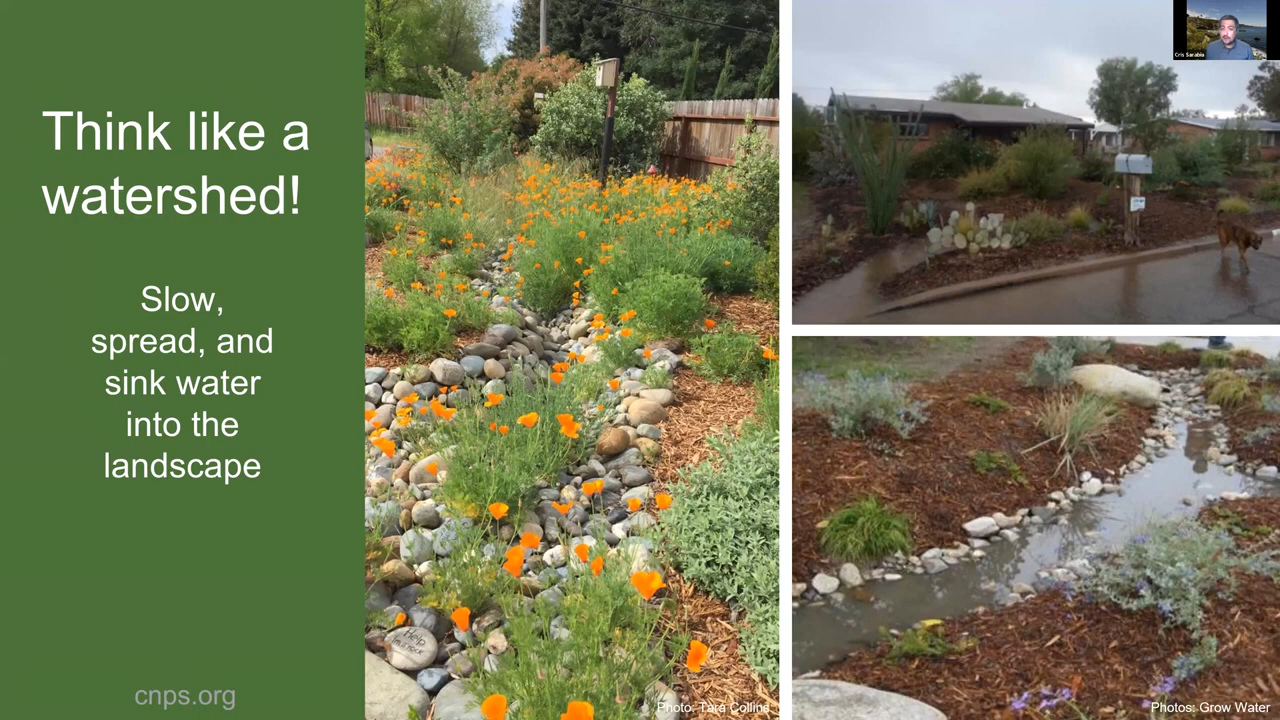 Think like a
watershed!
Slow,
spread, and
sink water
into the
landscape
cnps.org
Help
Photo: Tara Collins
Photos: Grow Water
Cris Sarabia